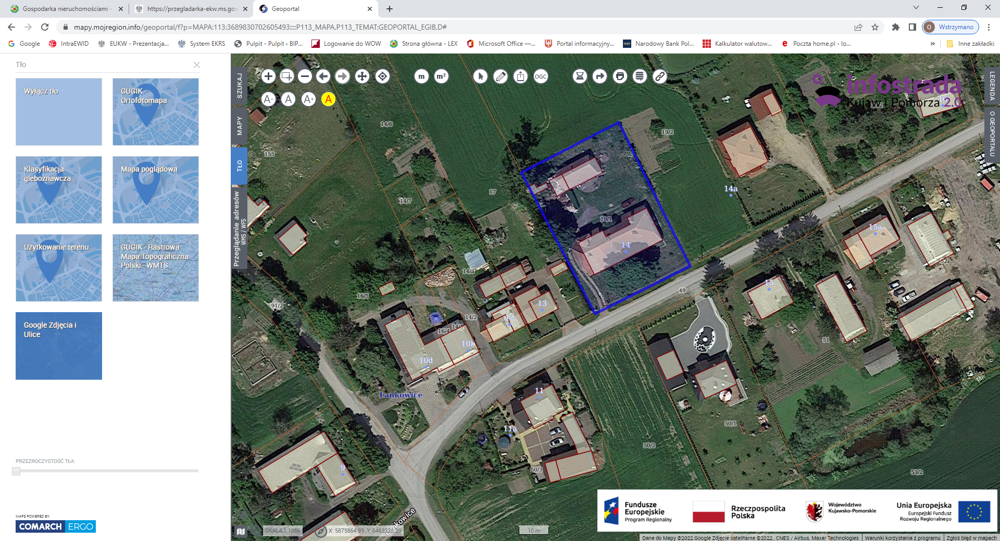 Gospodarka nieruchomościami -
https://przegladarka-ekw.ms.gov
Geoportal
mapy.mojregion.info/geoportal/f?p=MAPA:113:3689830702605493::::P113_MAPA,P113_TEMAT:GEOPORTAL_EGIB,D#
O Wstrzymano
Google
IntraEWID
EUKW - Prezentacja...
System EKRS
Pulpit - Pulpit ‹ BIP...
Logowanie do WOW
Strona główna - LEX
Microsoft Office —...
Portal informacyjny...
Narodowy Bank Pol...
Kalkulator walutow...
Poczta home.pl - lo...
»
Inne zakładki
Tło
Wyłącz tło
GUGIK -
Ortofotomapa
Klasyfikacja
gleboznawcza
Mapa poglądowa
Użytkowanie terenu
GUGIK - Rastrowa
Mapa Topograficzna
Polski - WMTS
Google Zdjęcia i
Ulice
PRZEZROCZYSTOŚĆ TŁA:
MAPS POWERED BY:
COMARCH ERGO
SZUKAJ
MAPY
TŁO
Przeglądanie adresów
WMS / WFS
m
m²
OGC
A-
A
A+
A
infostrada
Kujaw i Pomorza 2.0
LEGENDA
O GEOPORTALU
14/6
19/2
155
17
14a
14/7
19/1
14
15a
14/8
52
15
49
16/5
91/2
13
14/2
12
16/4
51
10b
10d
11
Łankowice
50/1
11a
50/2
9
50/3
53/2
Łankowice
SKALA 1:1066
X: 5875864.95 Y: 6463238.39
10 m
Fundusze
Europejskie
Program Regionalny
Rzeczpospolita
Polska
Województwo
Kujawsko-Pomorskie
Unia Europejska
Europejski Fundusz
Rozwoju Regionalnego
Dane do Mapy ©2022 Google Zdjęcie satelitarne ©2022 , CNES / Airbus, Maxar Technologies
Warunki korzystania z programu
Zgłoś błąd w mapach